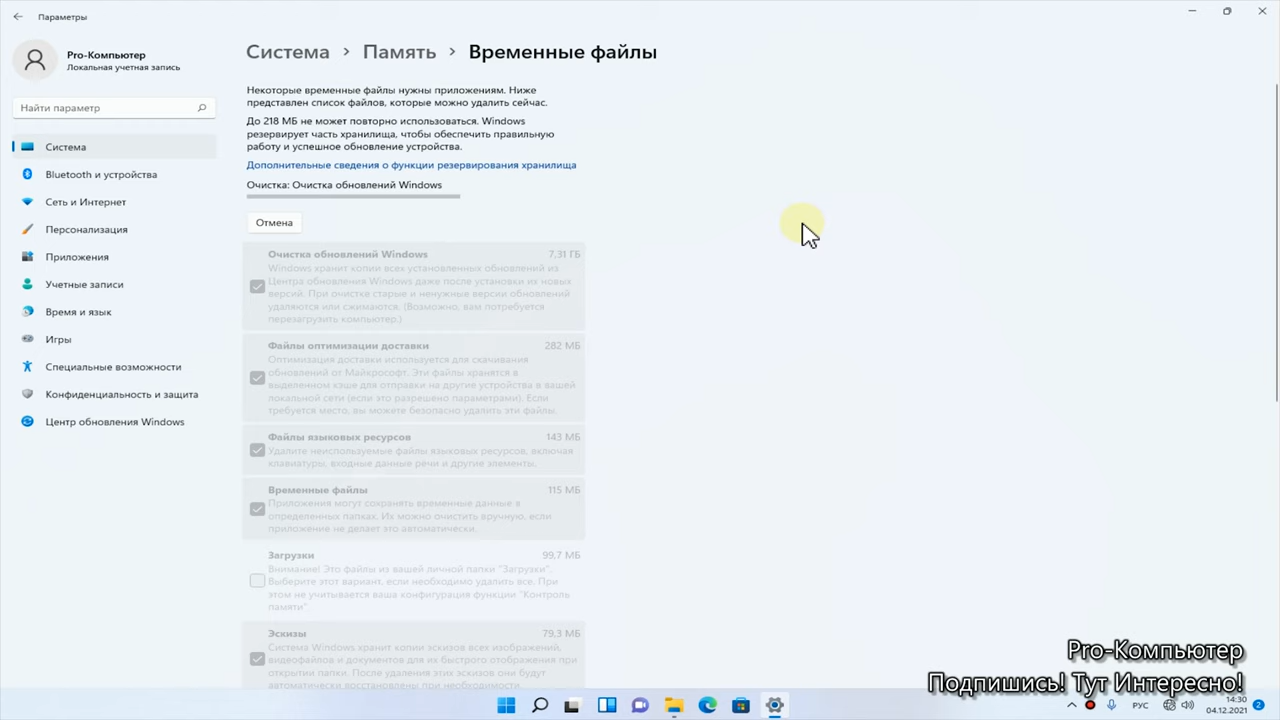 Параметры
Pro-Компьютер
Локальная учетная запись
Найти параметр
Система
Bluetooth и устройства
Сеть и Интернет
Персонализация
Приложения
Учетные записи
Время и язык
Игры
Специальные возможности
Конфиденциальность и защита
Центр обновления Windows
Система > Память > Временные файлы
Некоторые временные файлы нужны приложениям. Ниже
представлен список файлов, которые можно удалить сейчас.
До 218 МБ не может повторно использоваться. Windows
резервирует часть хранилища, чтобы обеспечить правильную
работу и успешное обновление устройства.
Дополнительные сведения о функции резервирования хранилища
Очистка: Очистка обновлений Windows
Отмена
Очистка обновлений Windows 7,31 ГБ
Windows хранит копии всех установленных обновлений из
Центра обновления Windows даже после установки их новых
версий. При очистке старые и ненужные версии обновлений
удаляются или сжимаются. (Возможно, вам потребуется
перезагрузить компьютер.)
Файлы оптимизации доставки 282 МБ
Оптимизация доставки используется для скачивания
обновлений от Майкрософт. Эти файлы хранятся в
выделенном кэше для отправки на другие устройства в вашей
локальной сети (если это разрешено параметрами). Если
требуется место, вы можете безопасно удалить эти файлы.
Файлы языковых ресурсов 143 МБ
Удалите неиспользуемые файлы языковых ресурсов, включая
клавиатуры, входные данные речи и другие элементы.
Временные файлы 115 МБ
Приложения могут сохранять временные данные в
определенных папках. Их можно очистить вручную, если
приложение не делает это автоматически.
Загрузки 99,7 МБ
Внимание! Это файлы из вашей личной папки "Загрузки".
Выберите этот вариант, если необходимо удалить все. При
этом не учитывается ваша конфигурация функции "Контроль
памяти".
Эскизы 79,3 МБ
Система Windows хранит копии эскизов всех изображений,
видеофайлов и документов для их быстрого отображения при
открытии папки. После удаления этих эскизов они будут
автоматически восстановлены при необходимости.
Pro-Компьютер
Подпишись! Тут Интересно!
РУС
14:30
04.12.2021
2